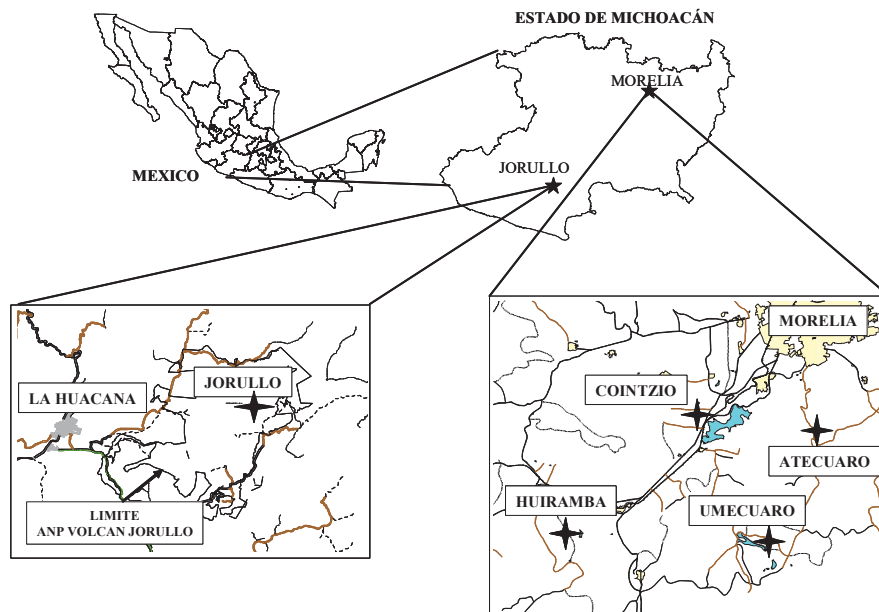 ESTADO DE MICHOACÁN
MORELIA
MEXICO
JORULLO
LA HUACANA
JORULLO
LIMITE
ANP VOLCAN JORULLO
MORELIA
COINTZIO
ATECUARO
HUIRAMBA
UMECUARO